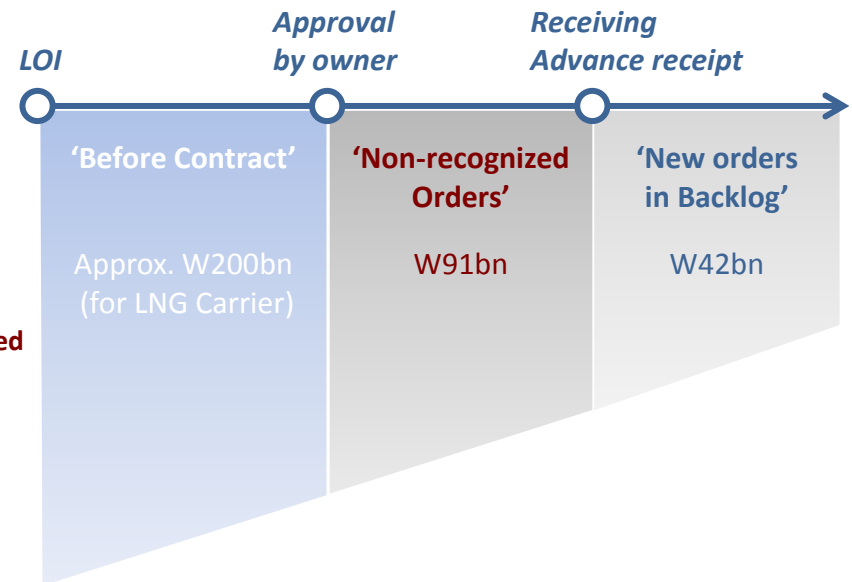 LOI
Approval
by owner
Receiving
Advance receipt
‘Before Contract’
Approx. W200bn
(for LNG Carrier)
‘Non-recognized
Orders’
W91bn
‘New orders
in Backlog’
W42bn
ed